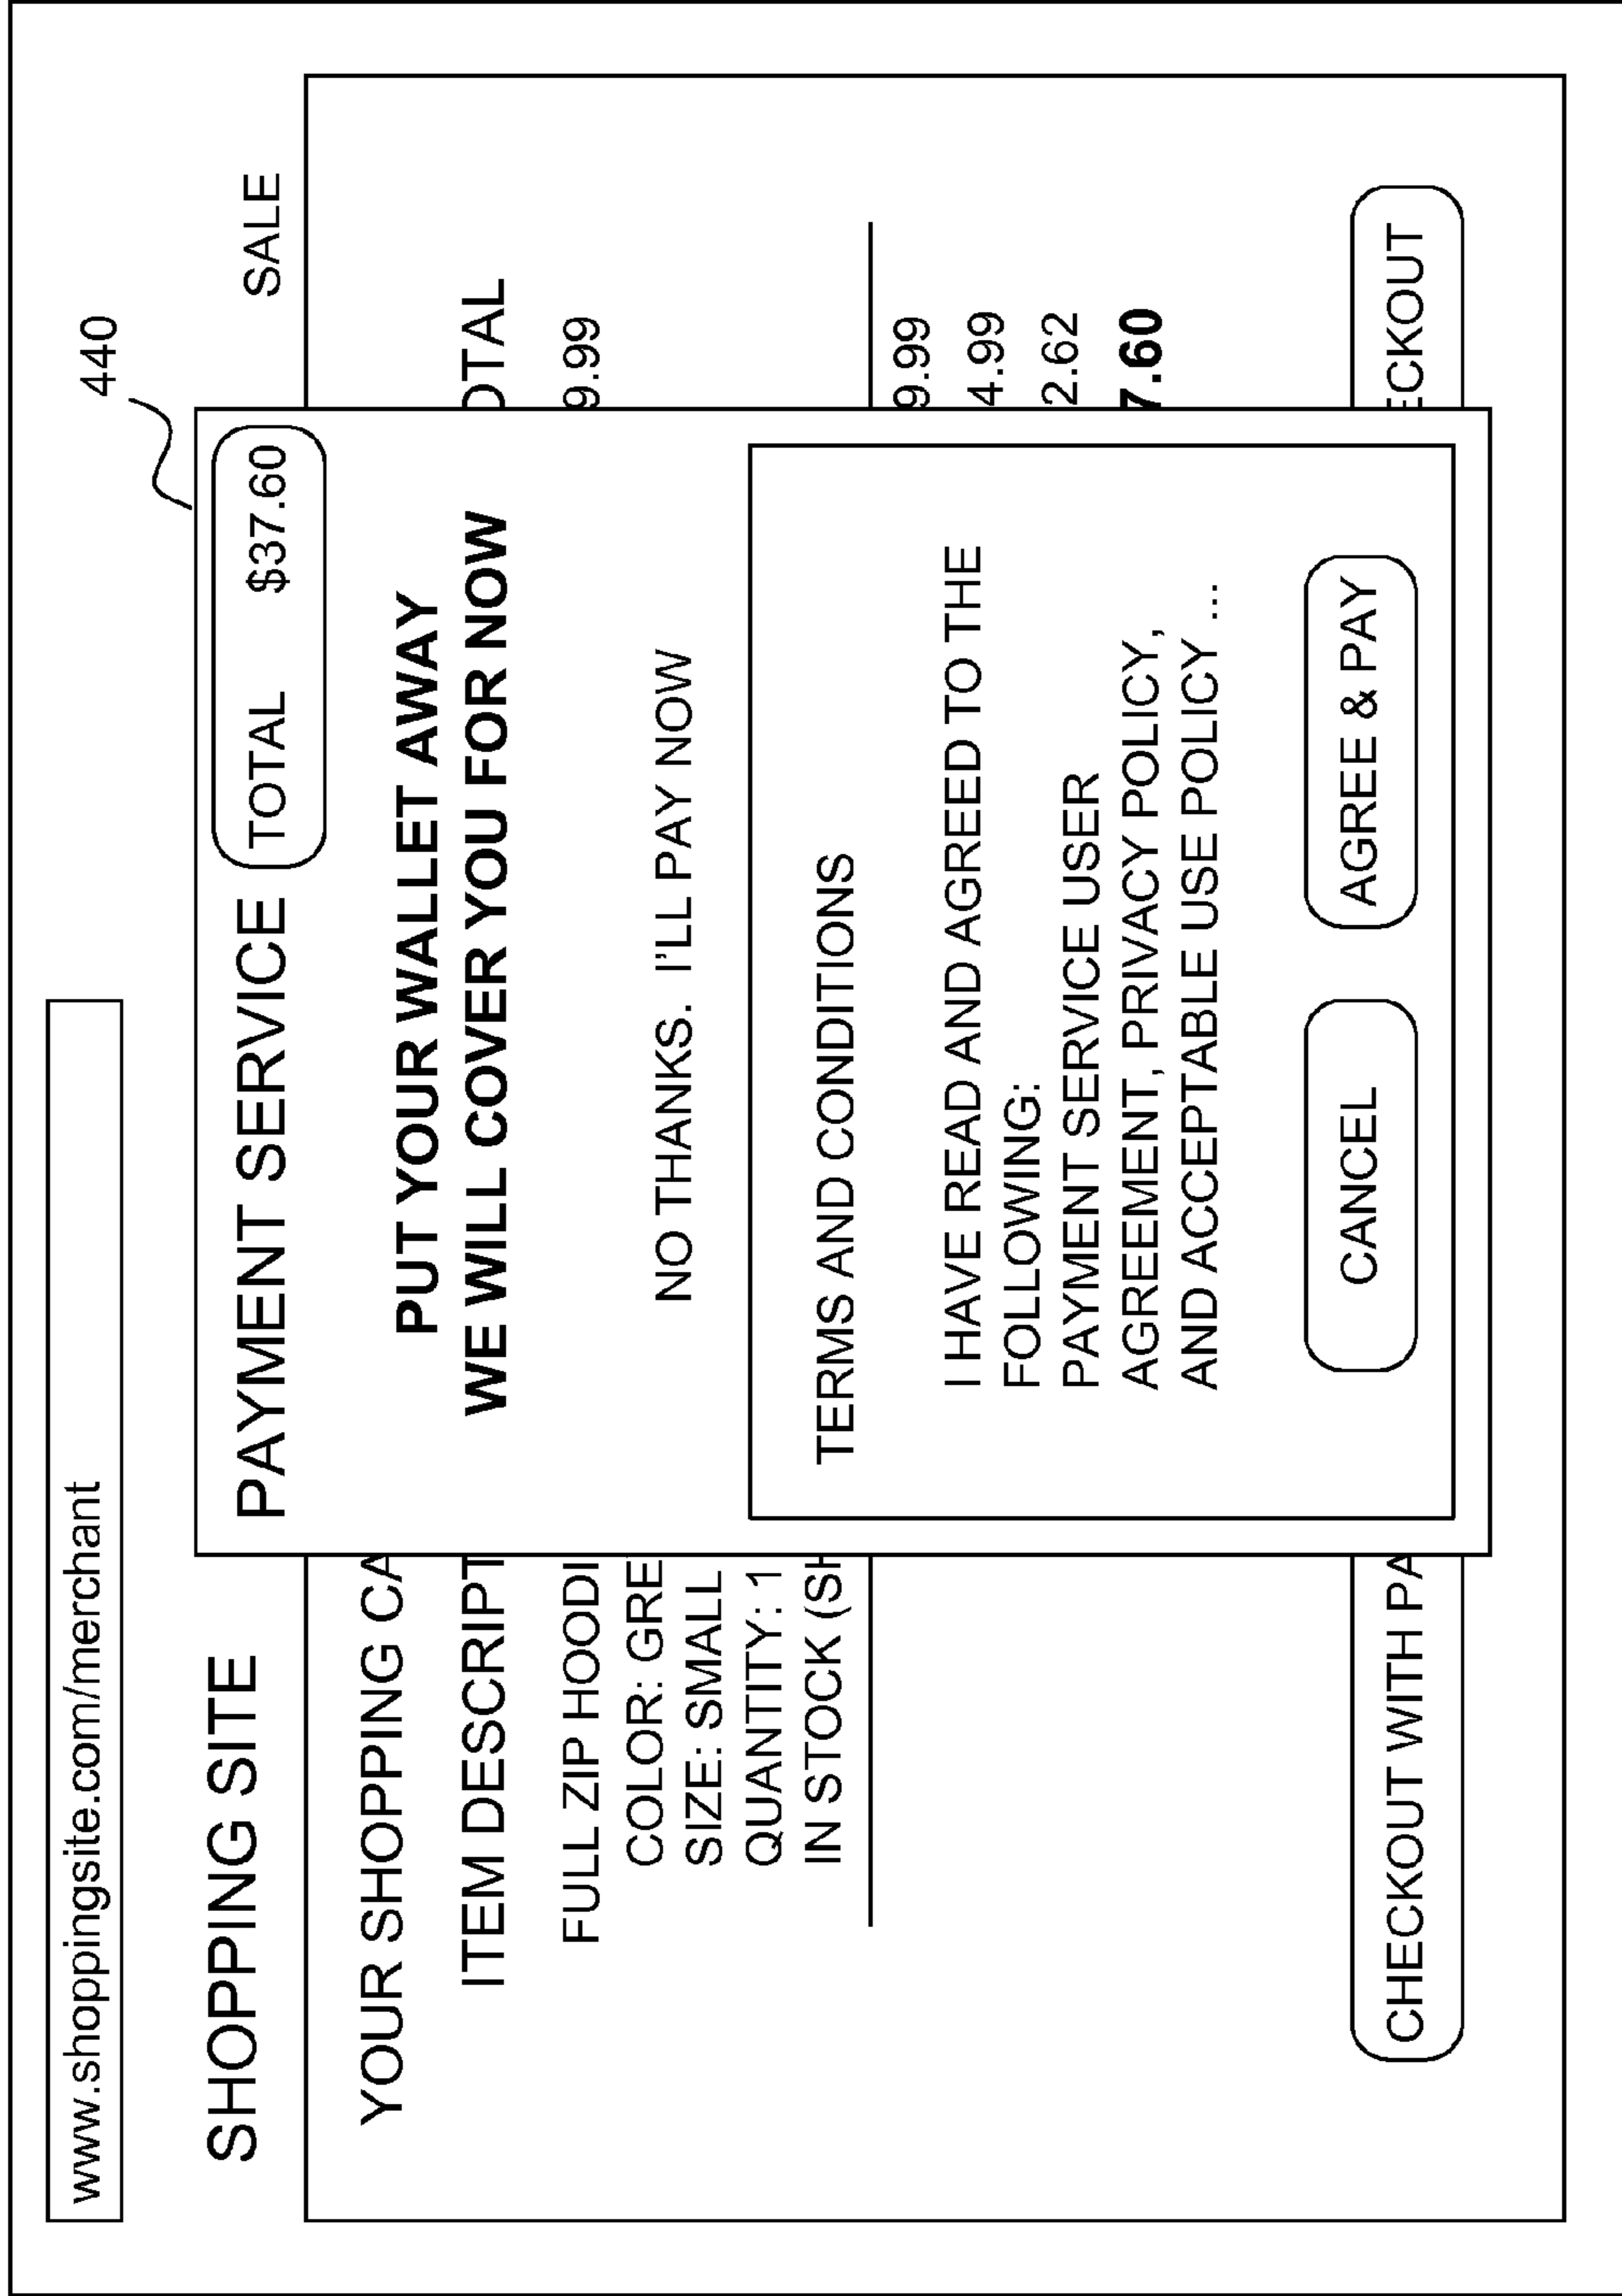 www.shoppingsite.com/merchant
440
SHOPPING SITE
SALE
PAYMENT SERVICE
TOTAL $37.60
PUT YOUR WALLET AWAY
WE WILL COVER YOU FOR NOW
NO THANKS. I'LL PAY NOW
TERMS AND CONDITIONS
I HAVE READ AND AGREED TO THE
FOLLOWING:
PAYMENT SERVICE USER
AGREEMENT, PRIVACY POLICY,
AND ACCEPTABLE USE POLICY ...
CANCEL
AGREE & PAY
YOUR SHOPPING CA
ITEM DESCRIPT
OTAL
FULL ZIP HOODI
9.99
COLOR: GRE
SIZE: SMALL
QUANTITY: 1
IN STOCK (SH
9.99
4.99
2.62
7.60
CHECKOUT WITH PA
ECKOUT